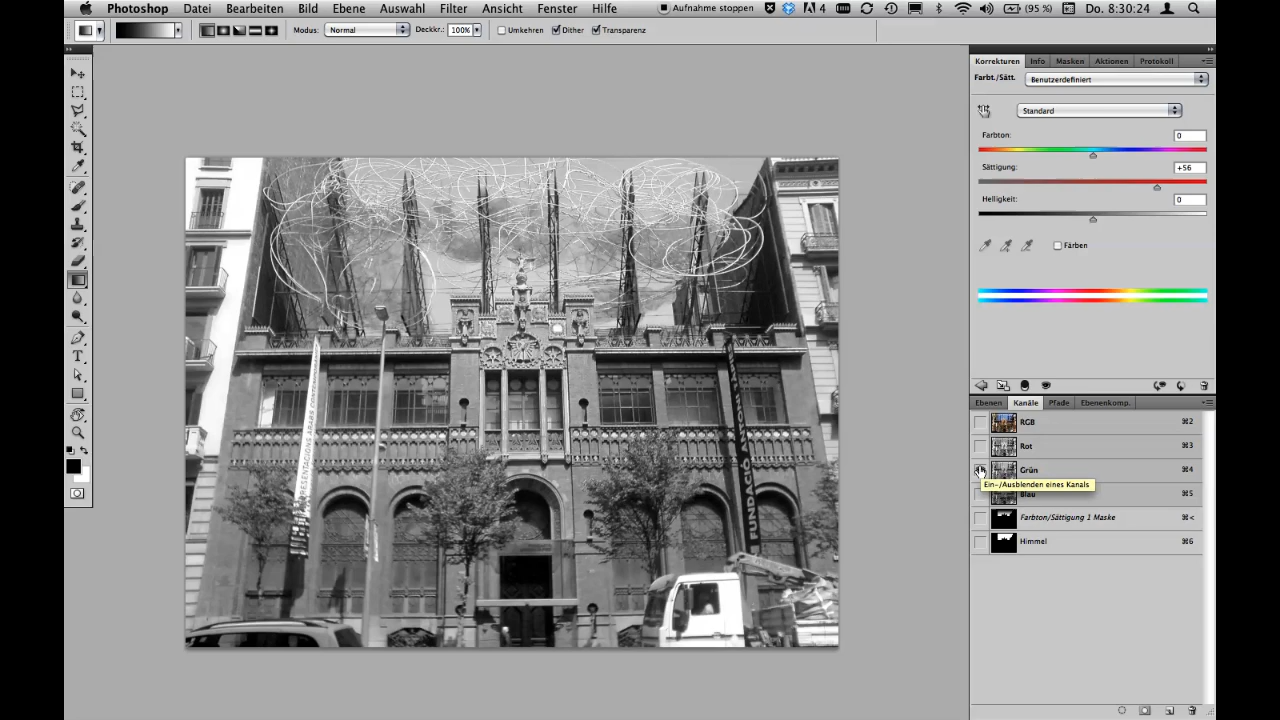 Photoshop Datei Bearbeiten Bild Ebene Auswahl Filter Ansicht Fenster Hilfe Aufnahme stoppen 4 (95 %) Do. 8:30:24
Modus: Normal Deckkr.: 100% Umkehren Dither Transparenz
Korrekturen Info Masken Aktionen Protokoll
Farbt./Sätt. Benutzerdefiniert
Standard
Farbton: 0
Sättigung: +56
Helligkeit: 0
Färben
Ebenen Kanäle Pfade Ebenenkomp.
RGB ⌘2
Rot ⌘3
Grün ⌘4
Ein-/Ausblenden eines Kanals
Blau ⌘5
Farbton/Sättigung 1 Maske ⌘<
Himmel ⌘6
FUNDACIÓ ANTONI